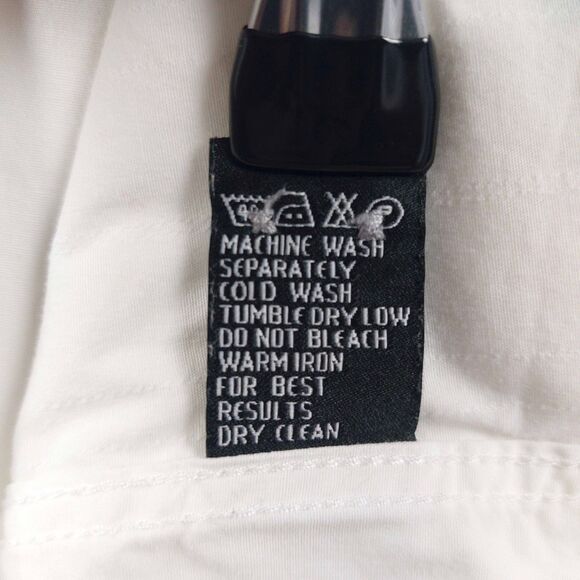 MACHINE WASH
SEPARATELY
COLD WASH
TUMBLE DRY LOW
DO NOT BLEACH
WARM IRON
FOR BEST
RESULTS
DRY CLEAN